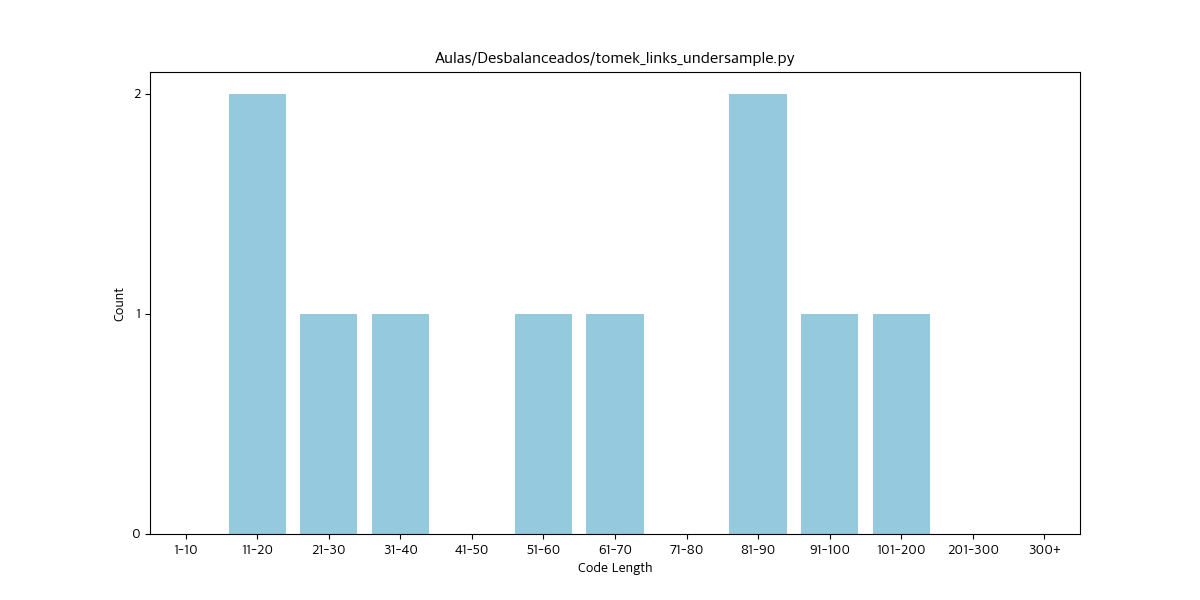 Aulas/Desbalanceados/tomek_links_undersample.py
2
1
0
Count
1-10 11-20 21-30 31-40 41-50 51-60 61-70 71-80 81-90 91-100 101-200 201-300 300+
Code Length